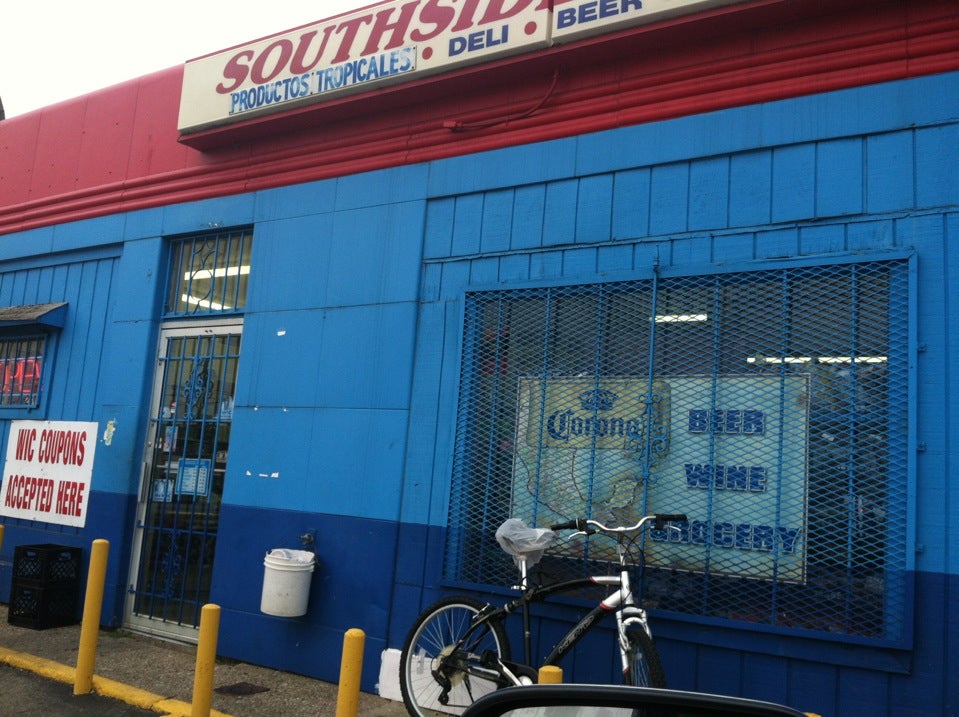 SOUTHSID
PRODUCTOS TROPICALES • DELI • BEER
WIC COUPONS
ACCEPTED HERE
Corona
BEER
WINE
GROCERY